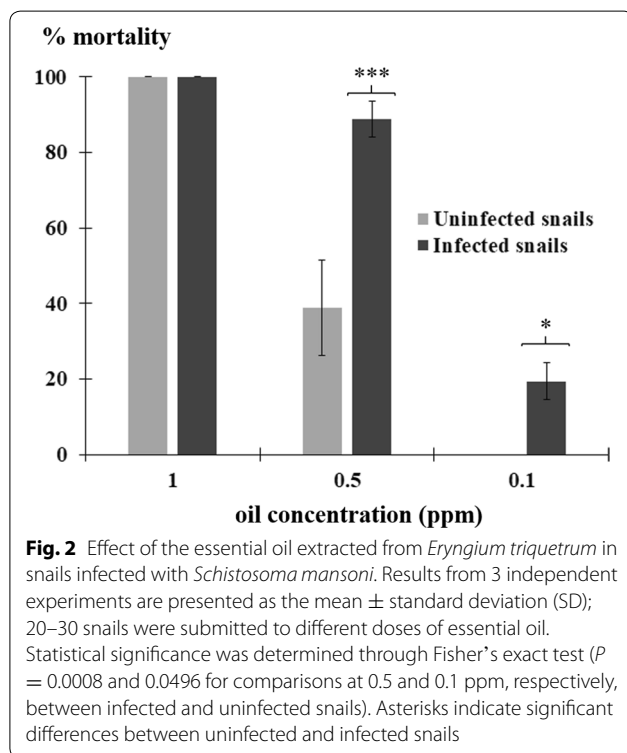 % mortality
100
80
60
40
20
0
***
*
Uninfected snails
Infected snails
1
0.5
0.1
oil concentration (ppm)
Fig. 2 Effect of the essential oil extracted from Eryngium triquetrum in
snails infected with Schistosoma mansoni. Results from 3 independent
experiments are presented as the mean ± standard deviation (SD);
20–30 snails were submitted to different doses of essential oil.
Statistical significance was determined through Fisher's exact test (P
= 0.0008 and 0.0496 for comparisons at 0.5 and 0.1 ppm, respectively,
between infected and uninfected snails). Asterisks indicate significant
differences between uninfected and infected snails